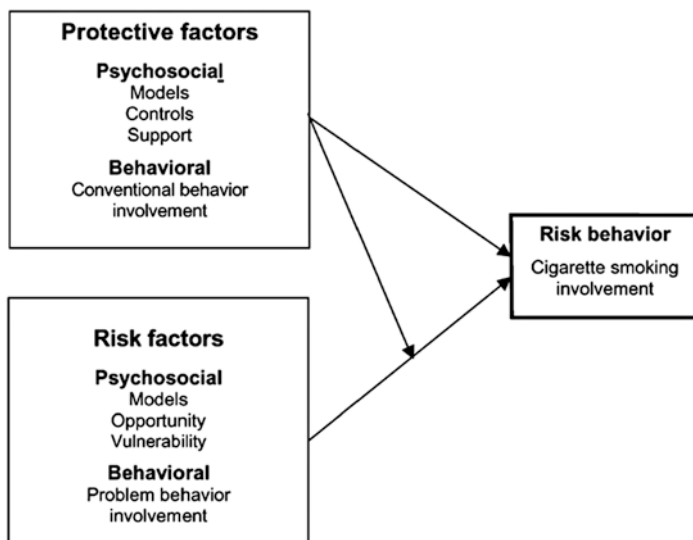 Protective factors
Psychosocial
Models
Controls
Support
Behavioral
Conventional behavior
involvement
Risk behavior
Cigarette smoking
involvement
Risk factors
Psychosocial
Models
Opportunity
Vulnerability
Behavioral
Problem behavior
involvement